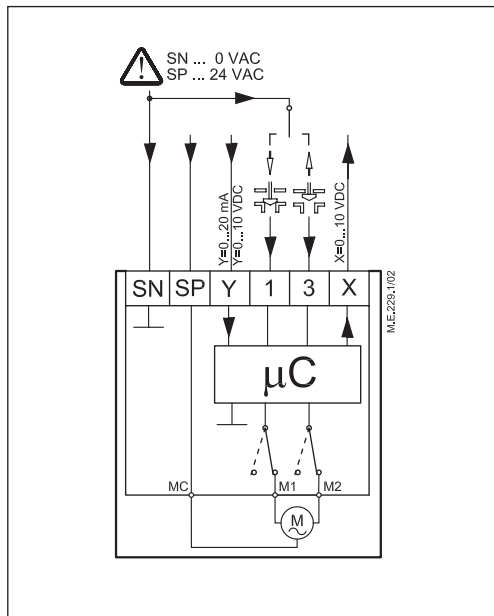 SN ... 0 VAC
SP ... 24 VAC
Y=0...20 mA
Y=0...10 VDC
X=0...10 VDC
SN SP Y 1 3 X
M.E.229.1/02
μC
MC M1 M2
M